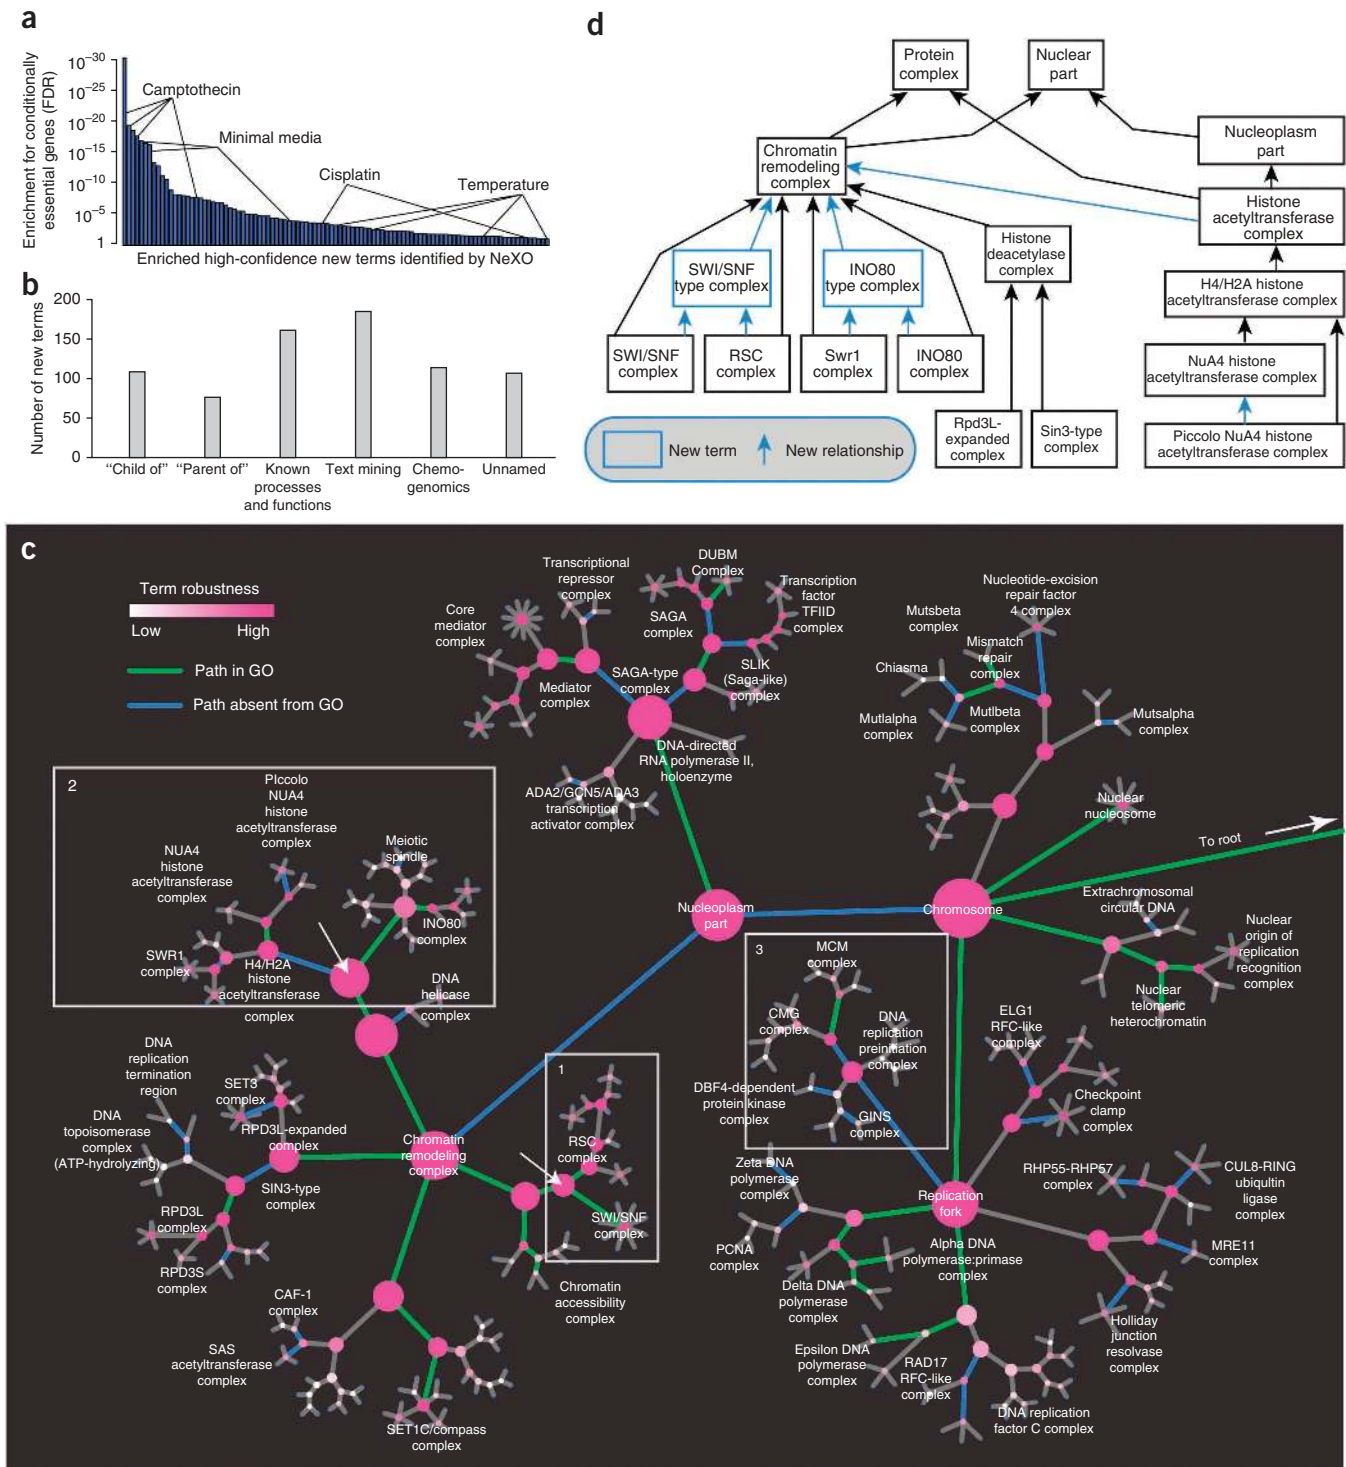 a
Enrichment for conditionally
essential genes (FDR)
10⁻³⁰
10⁻²⁵
10⁻²⁰
10⁻¹⁵
10⁻¹⁰
10⁻⁵
1
Camptothecin
Minimal media
Cisplatin
Temperature
Enriched high-confidence new terms identified by NeXO
b
Number of new terms
200
150
100
50
0
"Child of"
"Parent of"
Known
processes
and functions
Text mining
Chemo-
genomics
Unnamed
d
Protein
complex
Nuclear
part
Nucleoplasm
part
Chromatin
remodeling
complex
Histone
acetyltransferase
complex
Histone
deacetylase
complex
SWI/SNF
type complex
INO80
type complex
H4/H2A histone
acetyltransferase complex
SWI/SNF
complex
RSC
complex
Swr1
complex
INO80
complex
NuA4 histone
acetyltransferase complex
Rpd3L-
expanded
complex
Sin3-type
complex
Piccolo NuA4 histone
acetyltransferase complex
New term
New relationship
c
Term robustness
Low
High
Path in GO
Path absent from GO
Core
mediator
complex
Transcriptional
repressor
complex
DUBM
Complex
SAGA
complex
Transcription
factor
TFIID
complex
Mediator
complex
SAGA-type
complex
SLIK
(Saga-like)
complex
DNA-directed
RNA polymerase II,
holoenzyme
ADA2/GCN5/ADA3
transcription
activator complex
Nucleotide-excision
repair factor
4 complex
Mutsbeta
complex
Mismatch
repair
complex
Chiasma
Mutlalpha
complex
Mutlbeta
complex
Mutsalpha
complex
Nuclear
nucleosome
To root
Nucleoplasm
part
Chromosome
Extrachromosomal
circular DNA
Nuclear
origin of
replication
recognition
complex
Nuclear
telomeric
heterochromatin
2
PIccolo
NUA4
histone
acetyltransferase
complex
NUA4
histone
acetyltransferase
complex
Meiotic
spindle
INO80
complex
SWR1
complex
H4/H2A
histone
acetyltransferase
complex
DNA
helicase
complex
3
MCM
complex
CMG
complex
DNA
replication
preinitiation
complex
DBF4-dependent
protein kinase
complex
GINS
complex
ELG1
RFC-like
complex
Checkpoint
clamp
complex
DNA
replication
termination
region
SET3
complex
DNA
topoisomerase
complex
(ATP-hydrolyzing)
RPD3L-expanded
complex
Chromatin
remodeling
complex
1
RSC
complex
SWI/SNF
complex
SIN3-type
complex
RPD3L
complex
RPD3S
complex
Chromatin
accessibility
complex
CAF-1
complex
SAS
acetyltransferase
complex
SET1C/compass
complex
Zeta DNA
polymerase
complex
Replication
fork
RHP55-RHP57
complex
CUL8-RING
ubiqultin
ligase
complex
PCNA
complex
Alpha DNA
polymerase:primase
complex
MRE11
complex
Delta DNA
polymerase
complex
Epsilon DNA
polymerase
complex
RAD17
RFC-like
complex
Holliday
junction
resolvase
complex
DNA replication
factor C complex